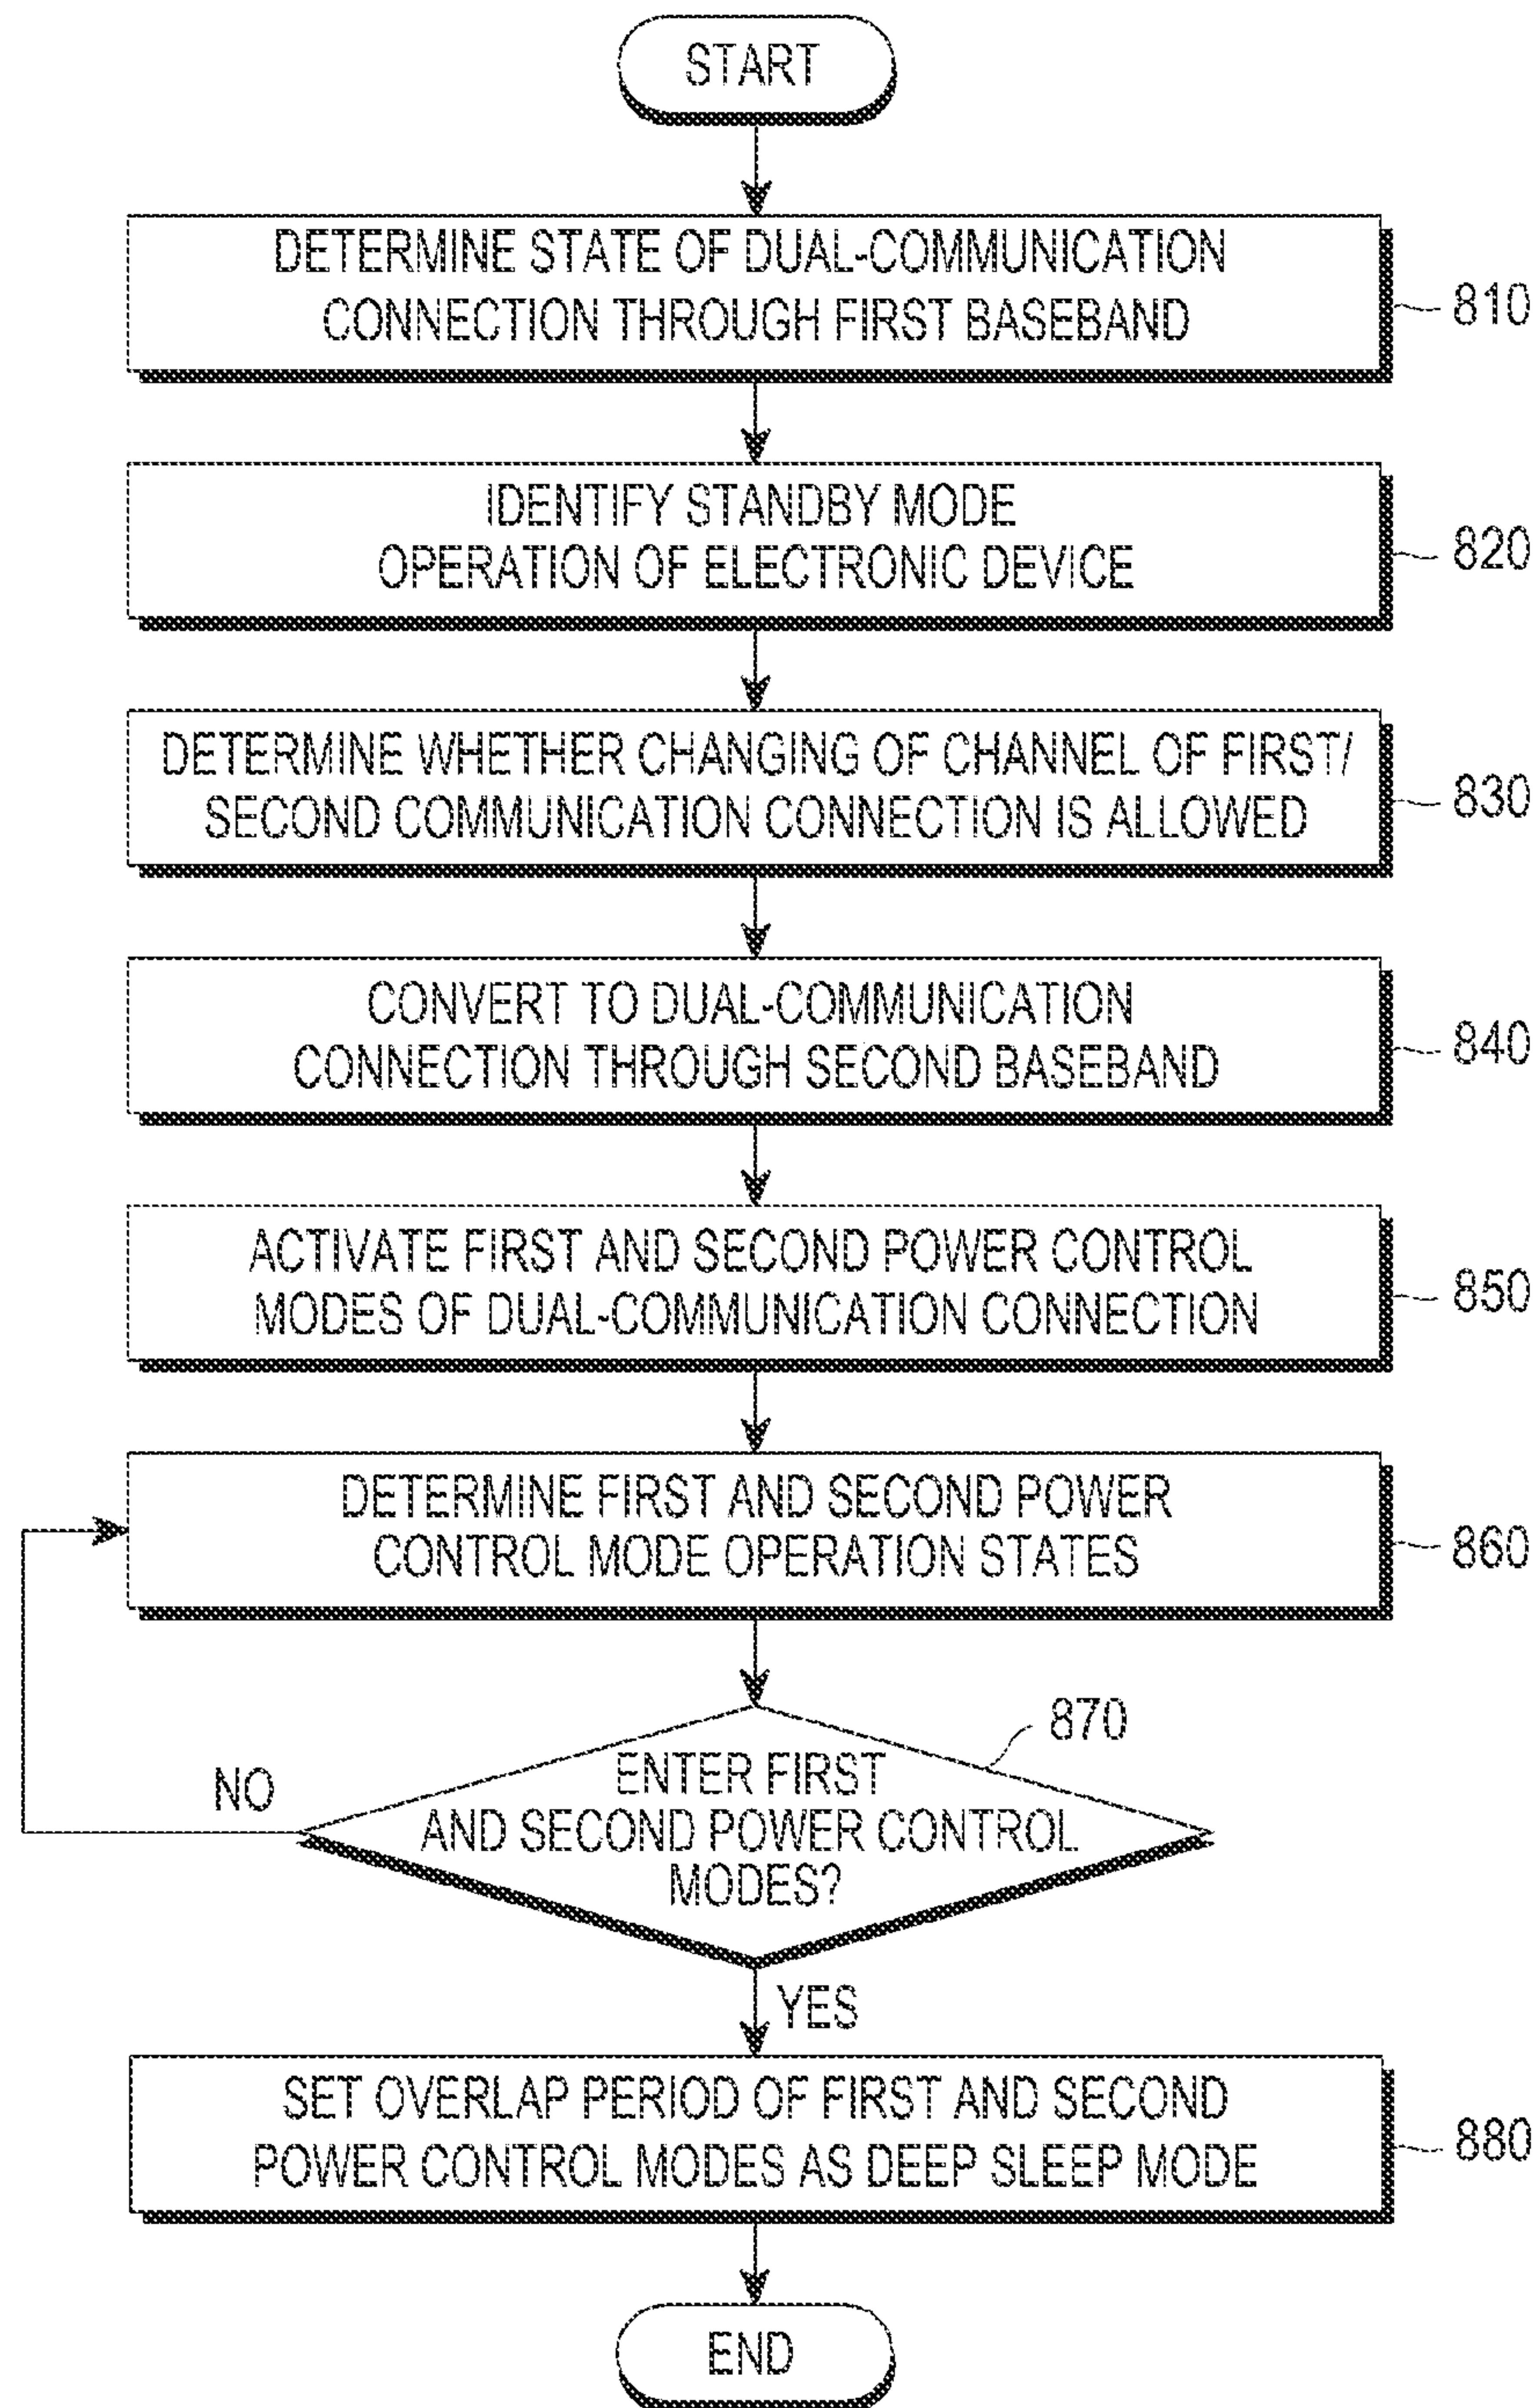 START
DETERMINE STATE OF DUAL-COMMUNICATION
CONNECTION THROUGH FIRST BASEBAND
810
IDENTIFY STANDBY MODE
OPERATION OF ELECTRONIC DEVICE
820
DETERMINE WHETHER CHANGING OF CHANNEL OF FIRST/
SECOND COMMUNICATION CONNECTION IS ALLOWED
830
CONVERT TO DUAL-COMMUNICATION
CONNECTION THROUGH SECOND BASEBAND
840
ACTIVATE FIRST AND SECOND POWER CONTROL
MODES OF DUAL-COMMUNICATION CONNECTION
850
DETERMINE FIRST AND SECOND POWER
CONTROL MODE OPERATION STATES
860
870
ENTER FIRST
AND SECOND POWER CONTROL
MODES?
NO
YES
SET OVERLAP PERIOD OF FIRST AND SECOND
POWER CONTROL MODES AS DEEP SLEEP MODE
880
END